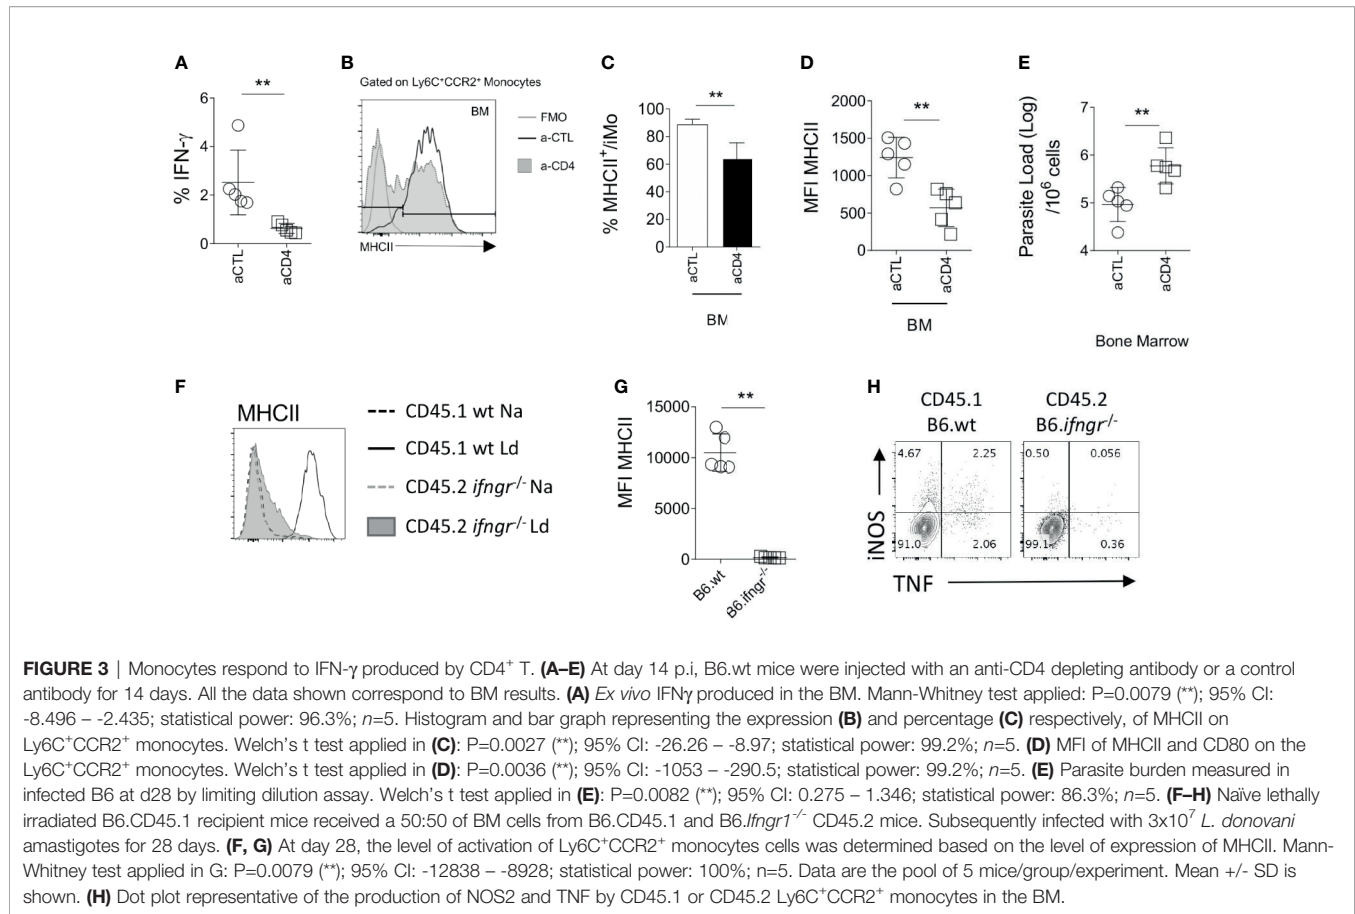 A
**
% IFN-γ
6
4
2
0
aCTL
aCD4
B
Gated on Ly6C⁺CCR2⁺ Monocytes
BM
FMO
a-CTL
a-CD4
MHCII
C
**
% MHCII⁺/iMo
100
80
60
40
20
0
aCTL
aCD4
BM
D
**
MFI MHCII
2000
1500
1000
500
0
aCTL
aCD4
BM
E
**
Parasite Load (Log)
/10⁶ cells
7
6
5
4
aCTL
aCD4
Bone Marrow
F
MHCII
CD45.1 wt Na
CD45.1 wt Ld
CD45.2 ifngr⁻/⁻ Na
CD45.2 ifngr⁻/⁻ Ld
G
**
MFI MHCII
15000
10000
5000
0
B6.wt
B6.ifngr⁻/⁻
H
CD45.1
B6.wt
CD45.2
B6.ifngr⁻/⁻
4.67
2.25
91.0
2.06
0.50
0.056
99.1
0.36
iNOS
TNF
FIGURE 3 | Monocytes respond to IFN-γ produced by CD4⁺ T. (A–E) At day 14 p.i, B6.wt mice were injected with an anti-CD4 depleting antibody or a control
antibody for 14 days. All the data shown correspond to BM results. (A) Ex vivo IFNγ produced in the BM. Mann-Whitney test applied: P=0.0079 (**); 95% CI:
-8.496 – -2.435; statistical power: 96.3%; n=5. Histogram and bar graph representing the expression (B) and percentage (C) respectively, of MHCII on
Ly6C⁺CCR2⁺ monocytes. Welch's t test applied in (C): P=0.0027 (**); 95% CI: -26.26 – -8.97; statistical power: 99.2%; n=5. (D) MFI of MHCII and CD80 on the
Ly6C⁺CCR2⁺ monocytes. Welch's t test applied in (D): P=0.0036 (**); 95% CI: -1053 – -290.5; statistical power: 99.2%; n=5. (E) Parasite burden measured in
infected B6 at d28 by limiting dilution assay. Welch's t test applied in (E): P=0.0082 (**); 95% CI: 0.275 – 1.346; statistical power: 86.3%; n=5. (F–H) Naïve lethally
irradiated B6.CD45.1 recipient mice received a 50:50 of BM cells from B6.CD45.1 and B6.Ifngr1⁻/⁻ CD45.2 mice. Subsequently infected with 3x10⁷ L. donovani
amastigotes for 28 days. (F, G) At day 28, the level of activation of Ly6C⁺CCR2⁺ monocytes cells was determined based on the level of expression of MHCII. Mann-
Whitney test applied in G: P=0.0079 (**); 95% CI: -12838 – -8928; statistical power: 100%; n=5. Data are the pool of 5 mice/group/experiment. Mean +/- SD is
shown. (H) Dot plot representative of the production of NOS2 and TNF by CD45.1 or CD45.2 Ly6C⁺CCR2⁺ monocytes in the BM.